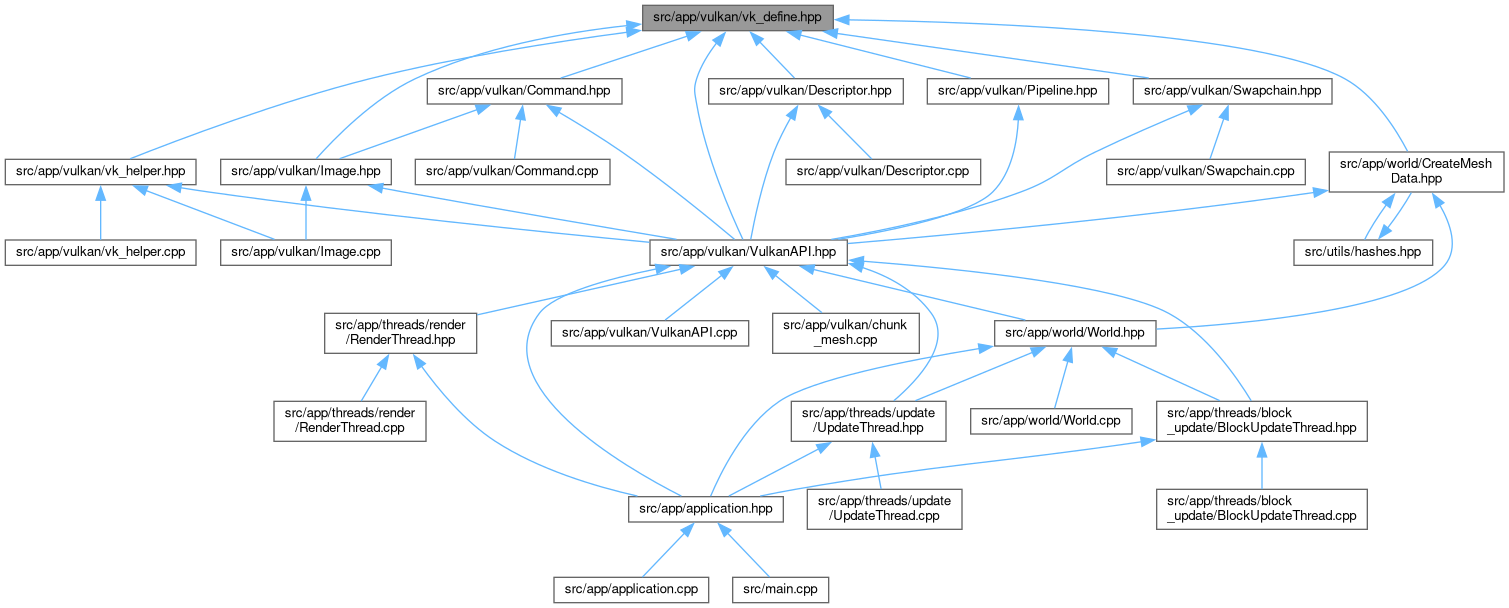 src/app/vulkan/vk_define.hpp
src/app/vulkan/Command.hpp
src/app/vulkan/Descriptor.hpp
src/app/vulkan/Pipeline.hpp
src/app/vulkan/Swapchain.hpp
src/app/vulkan/vk_helper.hpp
src/app/vulkan/Image.hpp
src/app/vulkan/Command.cpp
src/app/vulkan/Descriptor.cpp
src/app/vulkan/Swapchain.cpp
src/app/world/CreateMesh
Data.hpp
src/app/vulkan/vk_helper.cpp
src/app/vulkan/Image.cpp
src/app/vulkan/VulkanAPI.hpp
src/utils/hashes.hpp
src/app/threads/render
/RenderThread.hpp
src/app/vulkan/VulkanAPI.cpp
src/app/vulkan/chunk
_mesh.cpp
src/app/world/World.hpp
src/app/threads/render
/RenderThread.cpp
src/app/threads/update
/UpdateThread.hpp
src/app/world/World.cpp
src/app/threads/block
_update/BlockUpdateThread.hpp
src/app/application.hpp
src/app/threads/update
/UpdateThread.cpp
src/app/threads/block
_update/BlockUpdateThread.cpp
src/app/application.cpp
src/main.cpp